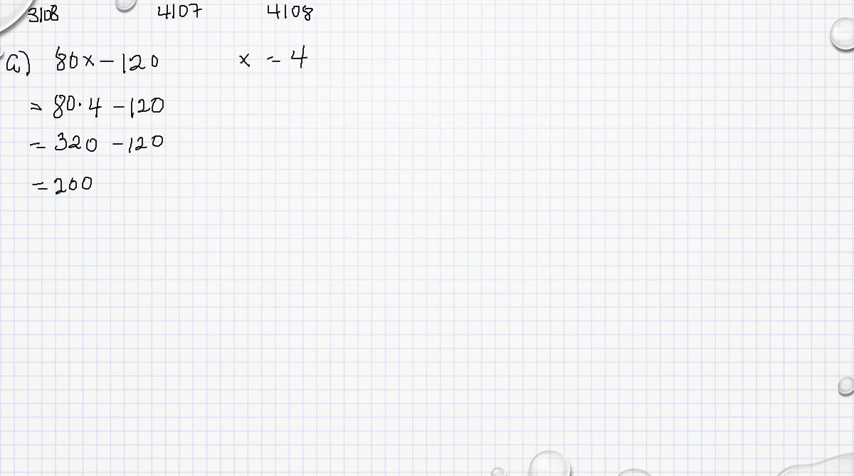 3108 4107 4108
a) 80x - 120 x = 4
= 80 · 4 - 120
= 320 - 120
= 200